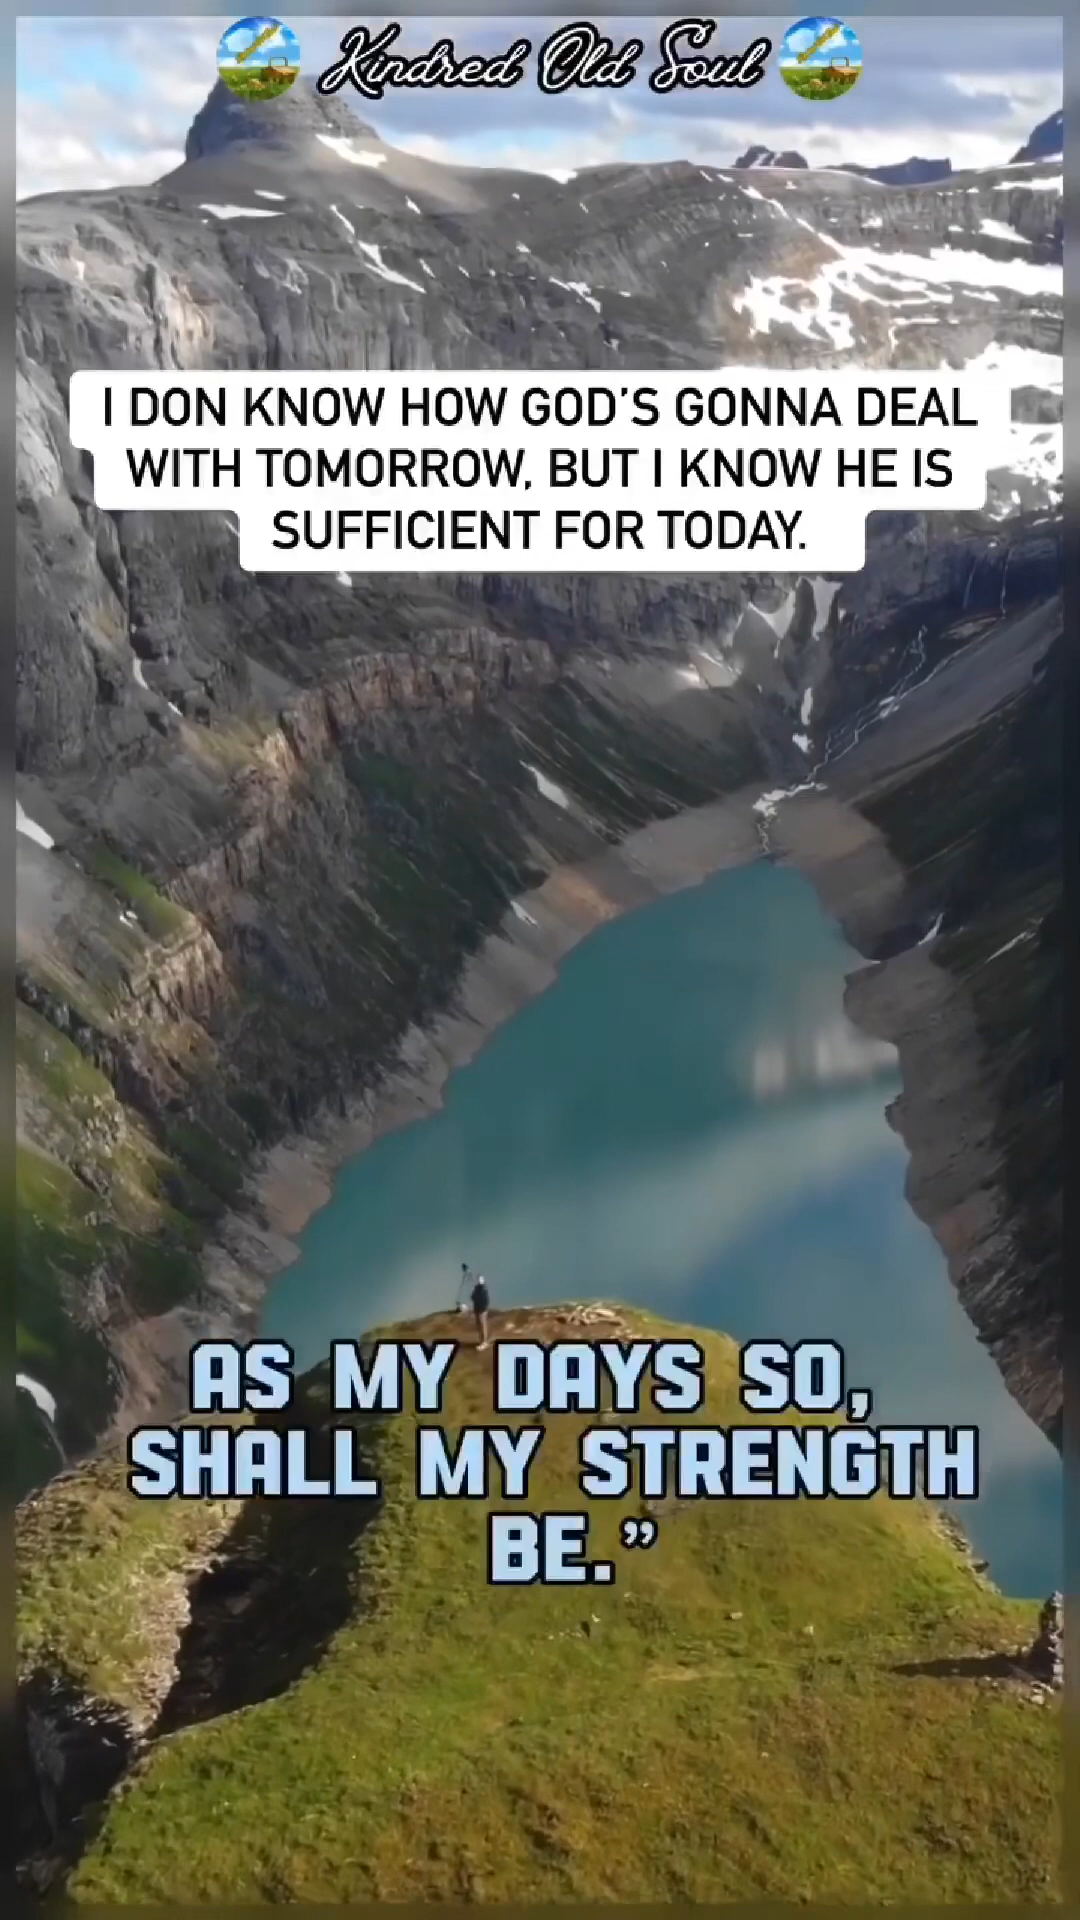 Kindred Old Soul
I DON KNOW HOW GOD'S GONNA DEAL
WITH TOMORROW, BUT I KNOW HE IS
SUFFICIENT FOR TODAY.
AS MY DAYS SO,
SHALL MY STRENGTH
BE.”